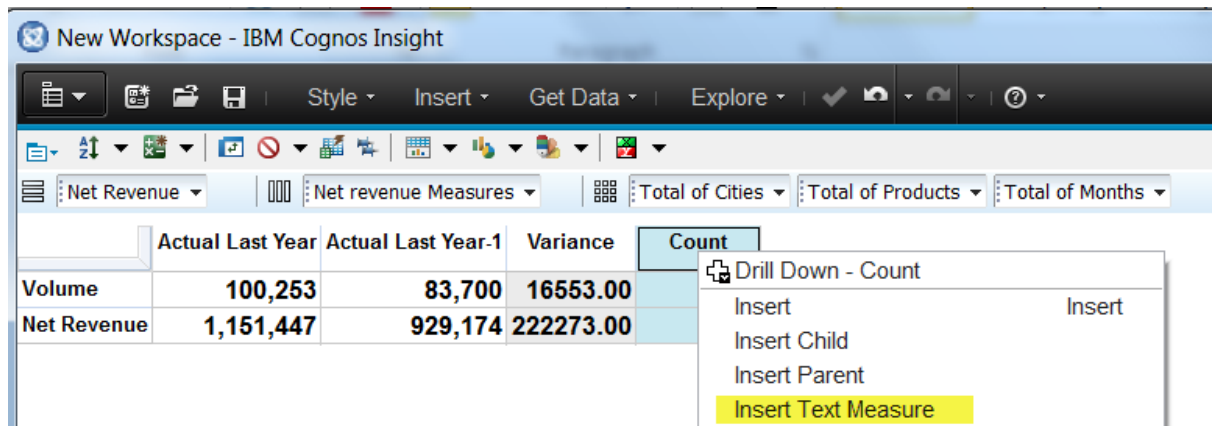 New Workspace - IBM Cognos Insight
Style Insert Get Data Explore
Net Revenue Net revenue Measures Total of Cities Total of Products Total of Months
Actual Last Year Actual Last Year-1 Variance Count
Drill Down - Count
Volume 100,253 83,700 16553.00
Insert Insert
Net Revenue 1,151,447 929,174 222273.00
Insert Child
Insert Parent
Insert Text Measure